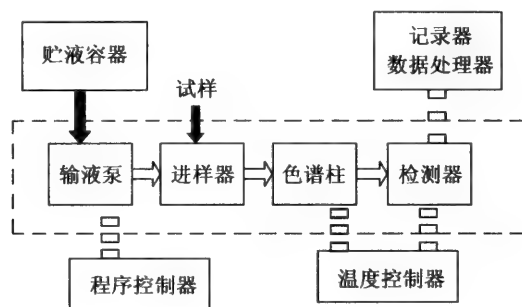 贮液容器
记录器
数据处理器
试样
输液泵
进样器
色谱柱
检测器
程序控制器
温度控制器